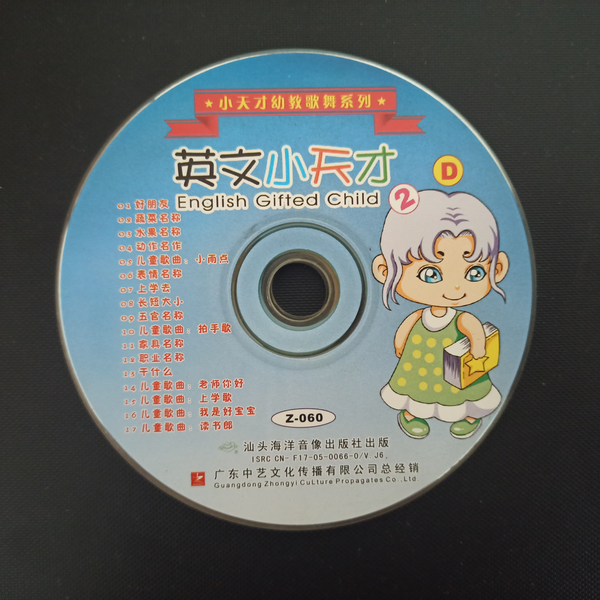 ★小天才幼教歌舞系列★
英文小天才
English Gifted Child 2
D
01 好朋友
02 蔬菜名称
03 水果名称
04 动作名作
05 儿童歌曲：小雨点
06 表情名称
07 上学去
08 长短大小
09 五官名称
10 儿童歌曲：拍手歌
11 家具名称
12 职业名称
13 干什么
14 儿童歌曲：老师你好
15 儿童歌曲：上学歌
16 儿童歌曲：我是好宝宝
17 儿童歌曲：读书郎
Z-060
汕头海洋音像出版社出版
ISRC CN- F17-05-0066-0/V J6.
广东中艺文化传播有限公司总经销
Guangdong Zhongyi CuLture Propagates Co .Ltd